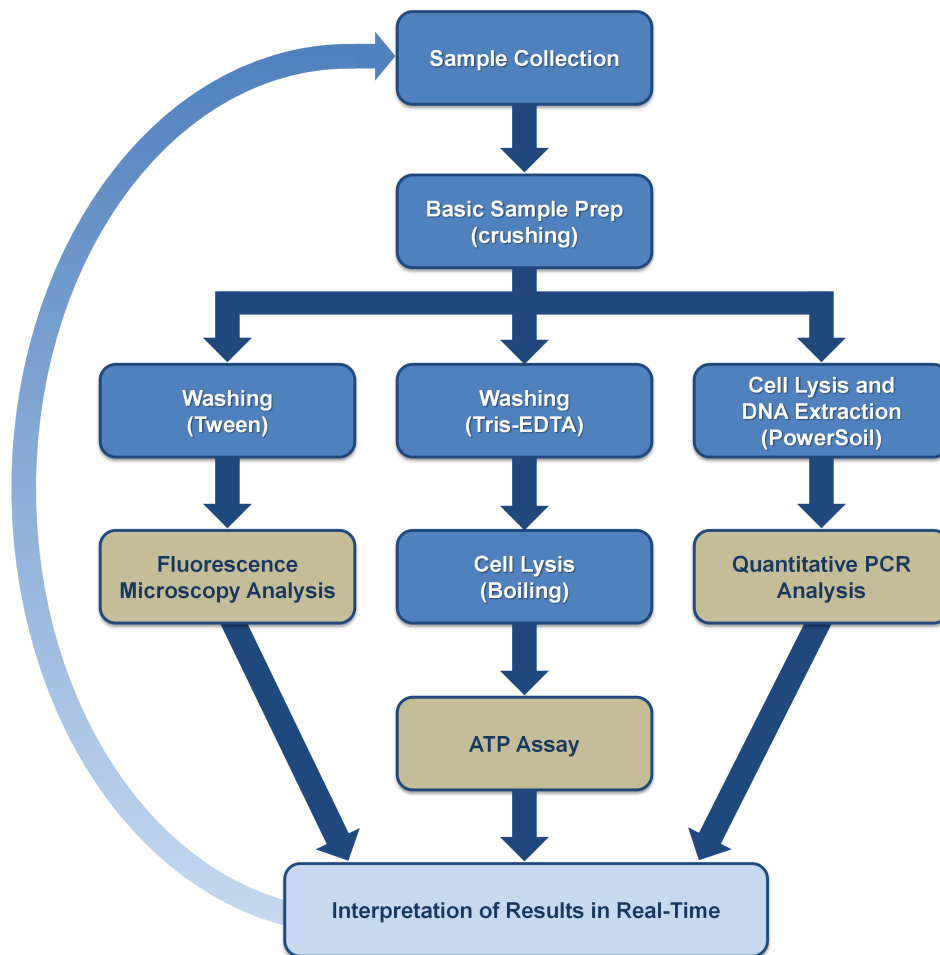 Sample Collection
Basic Sample Prep
(crushing)
Washing
(Tween)
Washing
(Tris-EDTA)
Cell Lysis and
DNA Extraction
(PowerSoil)
Fluorescence
Microscopy Analysis
Cell Lysis
(Boiling)
Quantitative PCR
Analysis
ATP Assay
Interpretation of Results in Real-Time